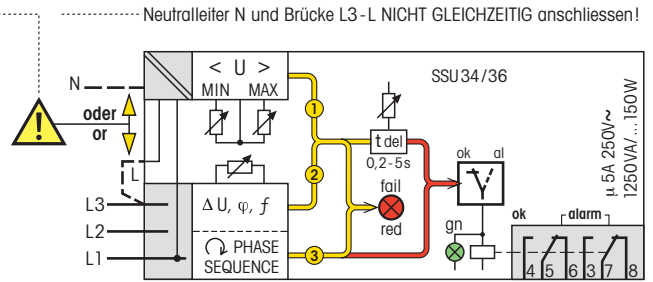 Neutralleiter N und Brücke L3-L NICHT GLEICHZEITIG anschliessen!
< U >
MIN MAX
SSU34/36
N
oder
or
1
t del
0,2-5s
ok al
µ 5A 250V~
1250VA/...150W
L
2
fail
red
L3
ΔU, φ, f
L2
gn
ok alarm
L1
PHASE
SEQUENCE
3
4 5 6 3 7 8